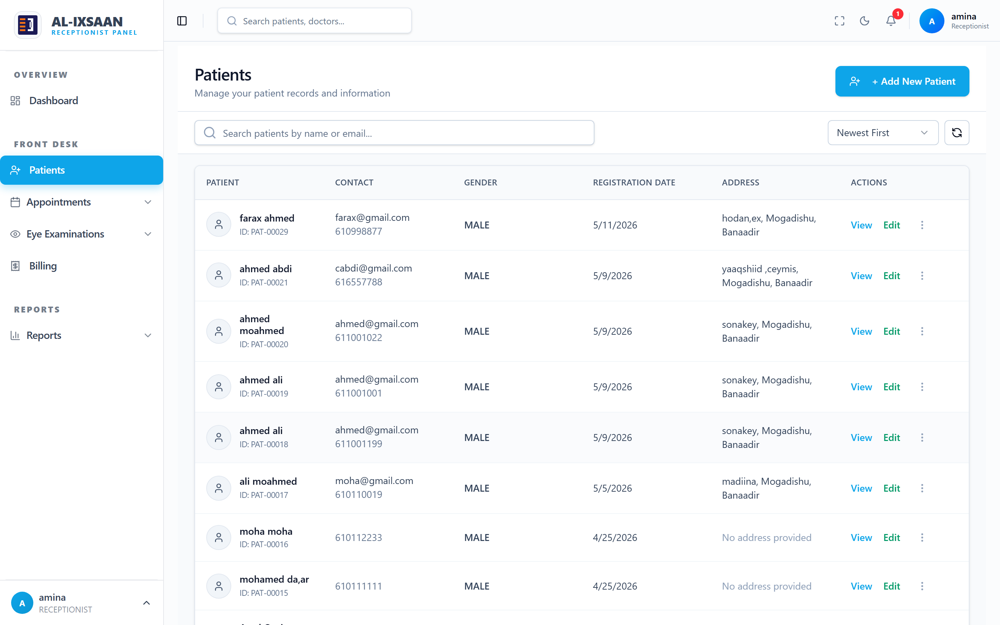 AL-IXSAAN
RECEPTIONIST PANEL
Search patients, doctors...
1
A
amina
Receptionist
OVERVIEW
Dashboard
FRONT DESK
Patients
Appointments
Eye Examinations
Billing
REPORTS
Reports
A
amina
RECEPTIONIST
Patients
Manage your patient records and information
+ Add New Patient
Search patients by name or email...
Newest First
PATIENT CONTACT GENDER REGISTRATION DATE ADDRESS ACTIONS
farax ahmed
ID: PAT-00029
farax@gmail.com
610998877
MALE
5/11/2026
hodan,ex, Mogadishu,
Banaadir
View Edit
ahmed abdi
ID: PAT-00021
cabdi@gmail.com
616557788
MALE
5/9/2026
yaaqshiid ,ceymis,
Mogadishu, Banaadir
View Edit
ahmed
moahmed
ID: PAT-00020
ahmed@gmail.com
611001022
MALE
5/9/2026
sonakey, Mogadishu,
Banaadir
View Edit
ahmed ali
ID: PAT-00019
ahmed@gmail.com
611001001
MALE
5/9/2026
sonakey, Mogadishu,
Banaadir
View Edit
ahmed ali
ID: PAT-00018
ahmed@gmail.com
611001199
MALE
5/9/2026
sonakey, Mogadishu,
Banaadir
View Edit
ali moahmed
ID: PAT-00017
moha@gmail.com
610110019
MALE
5/5/2026
madiina, Mogadishu,
Banaadir
View Edit
moha moha
ID: PAT-00016
610112233
MALE
4/25/2026
No address provided
View Edit
mohamed da,ar
ID: PAT-00015
610111111
MALE
4/25/2026
No address provided
View Edit